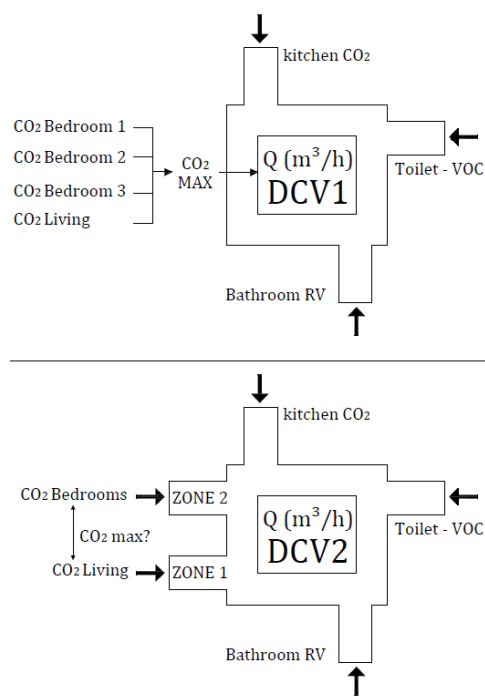 kitchen CO₂
CO₂ Bedroom 1
CO₂ Bedroom 2
CO₂ Bedroom 3
CO₂ Living
CO₂
MAX
Q (m³/h)
DCV1
Toilet - VOC
Bathroom RV
kitchen CO₂
CO₂ Bedrooms
ZONE 2
CO₂ max?
CO₂ Living
ZONE 1
Q (m³/h)
DCV2
Toilet - VOC
Bathroom RV